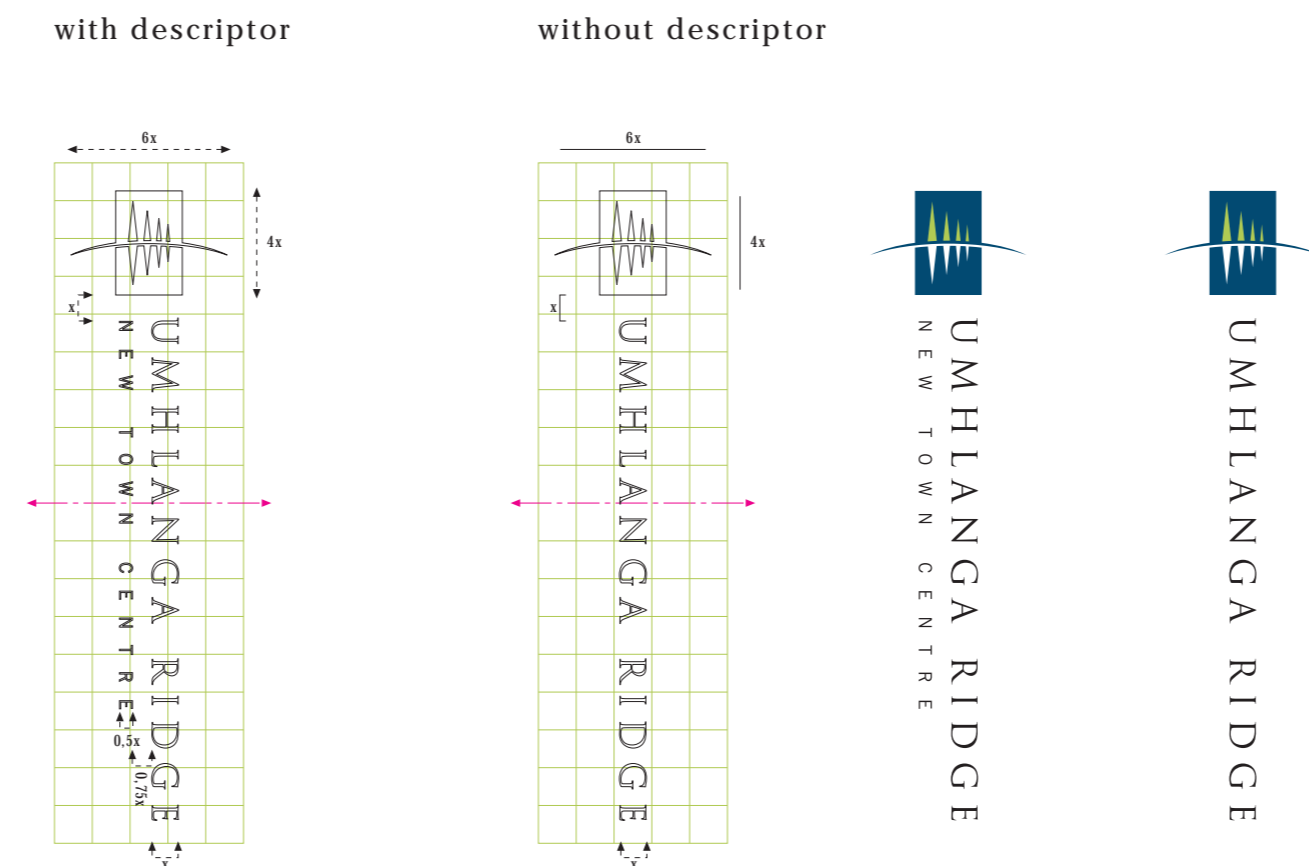 with descriptor
without descriptor
6x
4x
x
UMHLANGA RIDGE
NEW TOWN CENTRE
0,5x
0,75x
x
6x
4x
x
UMHLANGA RIDGE
x
UMHLANGA RIDGE
NEW TOWN CENTRE
UMHLANGA RIDGE